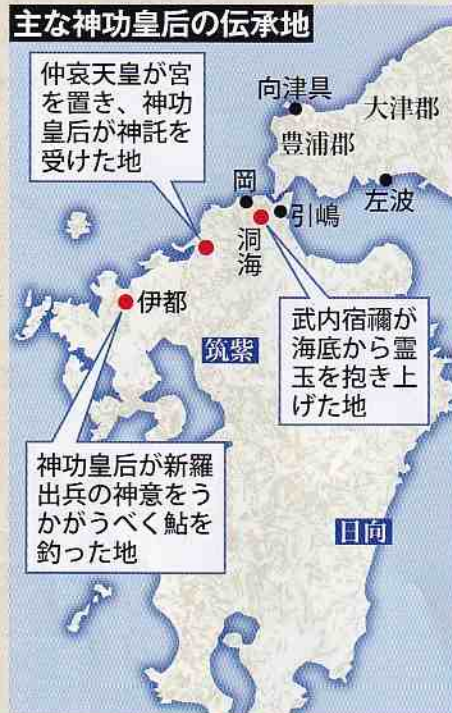 主な神功皇后の伝承地
仲哀天皇が宮
を置き、神功
皇后が神託を
受けた地
向津具
大津郡
豊浦郡
岡
引嶋
左波
洞海
伊都
筑紫
武内宿禰が
海底から霊
玉を抱き上
げた地
神功皇后が新羅
出兵の神意をう
かがうべく鮎を
釣った地
日向